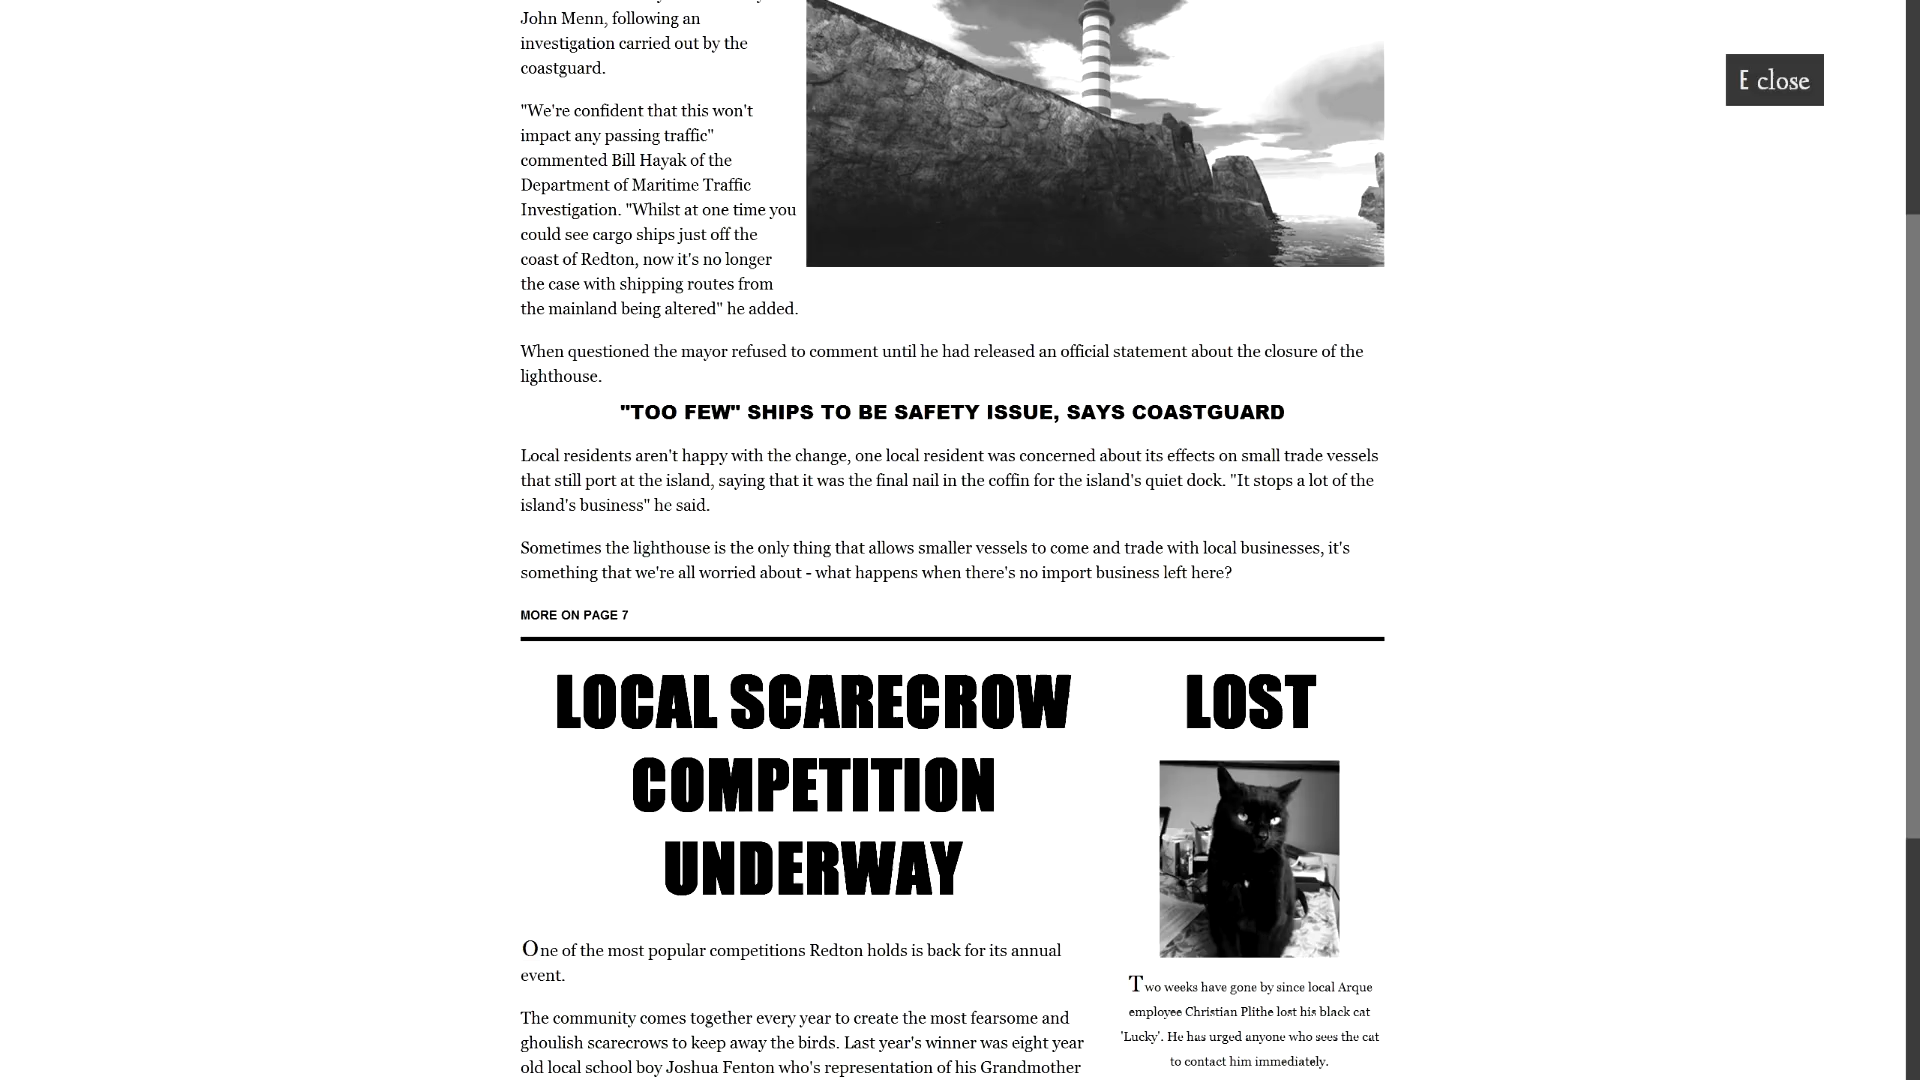 John Menn, following an
investigation carried out by the
coastguard.
"We're confident that this won't
impact any passing traffic"
commented Bill Hayak of the
Department of Maritime Traffic
Investigation. "Whilst at one time you
could see cargo ships just off the
coast of Redton, now it's no longer
the case with shipping routes from
the mainland being altered" he added.
When questioned the mayor refused to comment until he had released an official statement about the closure of the
lighthouse.
"TOO FEW" SHIPS TO BE SAFETY ISSUE, SAYS COASTGUARD
Local residents aren't happy with the change, one local resident was concerned about its effects on small trade vessels
that still port at the island, saying that it was the final nail in the coffin for the island's quiet dock. "It stops a lot of the
island's business" he said.
Sometimes the lighthouse is the only thing that allows smaller vessels to come and trade with local businesses, it's
something that we're all worried about - what happens when there's no import business left here?
MORE ON PAGE 7
LOCAL SCARECROW
COMPETITION
UNDERWAY
One of the most popular competitions Redton holds is back for its annual
event.
The community comes together every year to create the most fearsome and
ghoulish scarecrows to keep away the birds. Last year's winner was eight year
old local school boy Joshua Fenton who's representation of his Grandmother
LOST
Two weeks have gone by since local Arque
employee Christian Plithe lost his black cat
'Lucky'. He has urged anyone who sees the cat
to contact him immediately.
E close